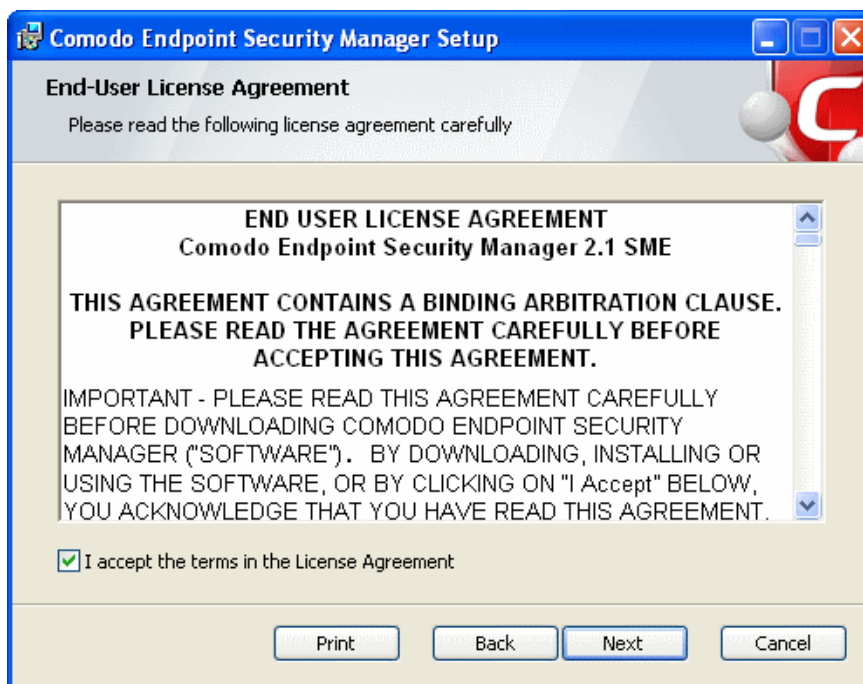 Comodo Endpoint Security Manager Setup
End-User License Agreement
Please read the following license agreement carefully
C
END USER LICENSE AGREEMENT
Comodo Endpoint Security Manager 2.1 SME
THIS AGREEMENT CONTAINS A BINDING ARBITRATION CLAUSE.
PLEASE READ THE AGREEMENT CAREFULLY BEFORE
ACCEPTING THIS AGREEMENT.
IMPORTANT - PLEASE READ THIS AGREEMENT CAREFULLY
BEFORE DOWNLOADING COMODO ENDPOINT SECURITY
MANAGER ("SOFTWARE"). BY DOWNLOADING, INSTALLING OR
USING THE SOFTWARE, OR BY CLICKING ON "I Accept" BELOW,
YOU ACKNOWLEDGE THAT YOU HAVE READ THIS AGREEMENT.
I accept the terms in the License Agreement
Print Back Next Cancel